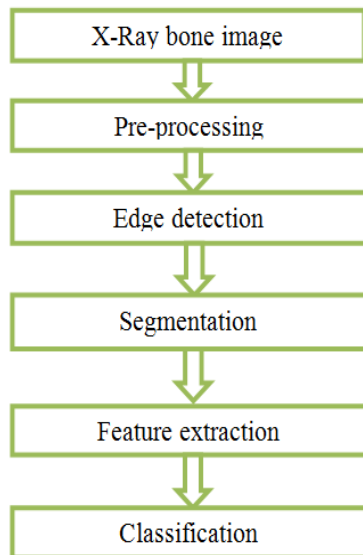 X-Ray bone image
Pre-processing
Edge detection
Segmentation
Feature extraction
Classification